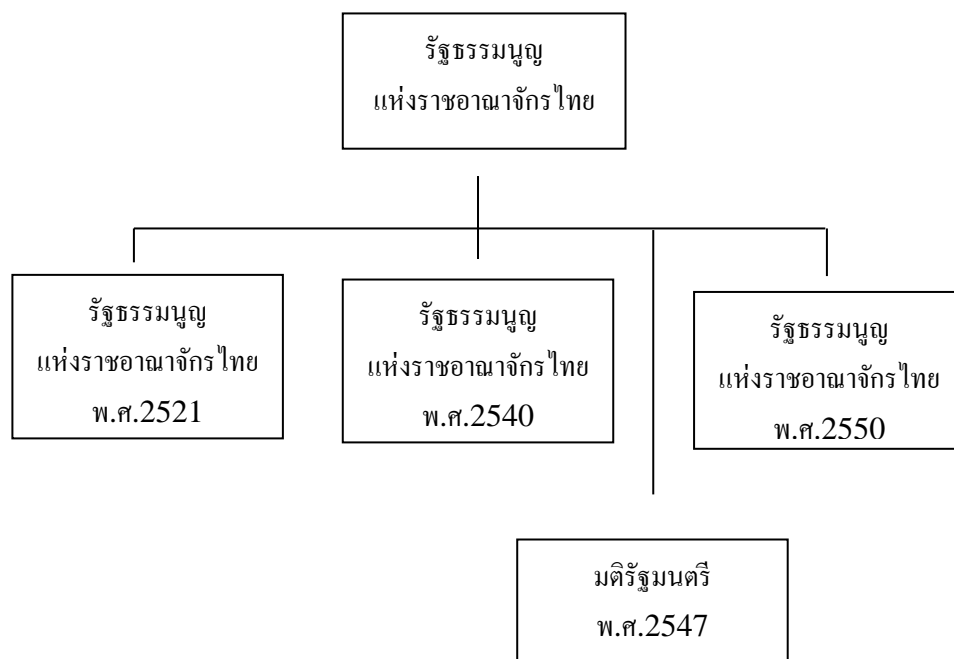 รัฐธรรมนูญ
แห่งราชอาณาจักรไทย
รัฐธรรมนูญ
แห่งราชอาณาจักรไทย
พ.ศ.2521
รัฐธรรมนูญ
แห่งราชอาณาจักรไทย
พ.ศ.2540
รัฐธรรมนูญ
แห่งราชอาณาจักรไทย
พ.ศ.2550
มติรัฐมนตรี
พ.ศ.2547